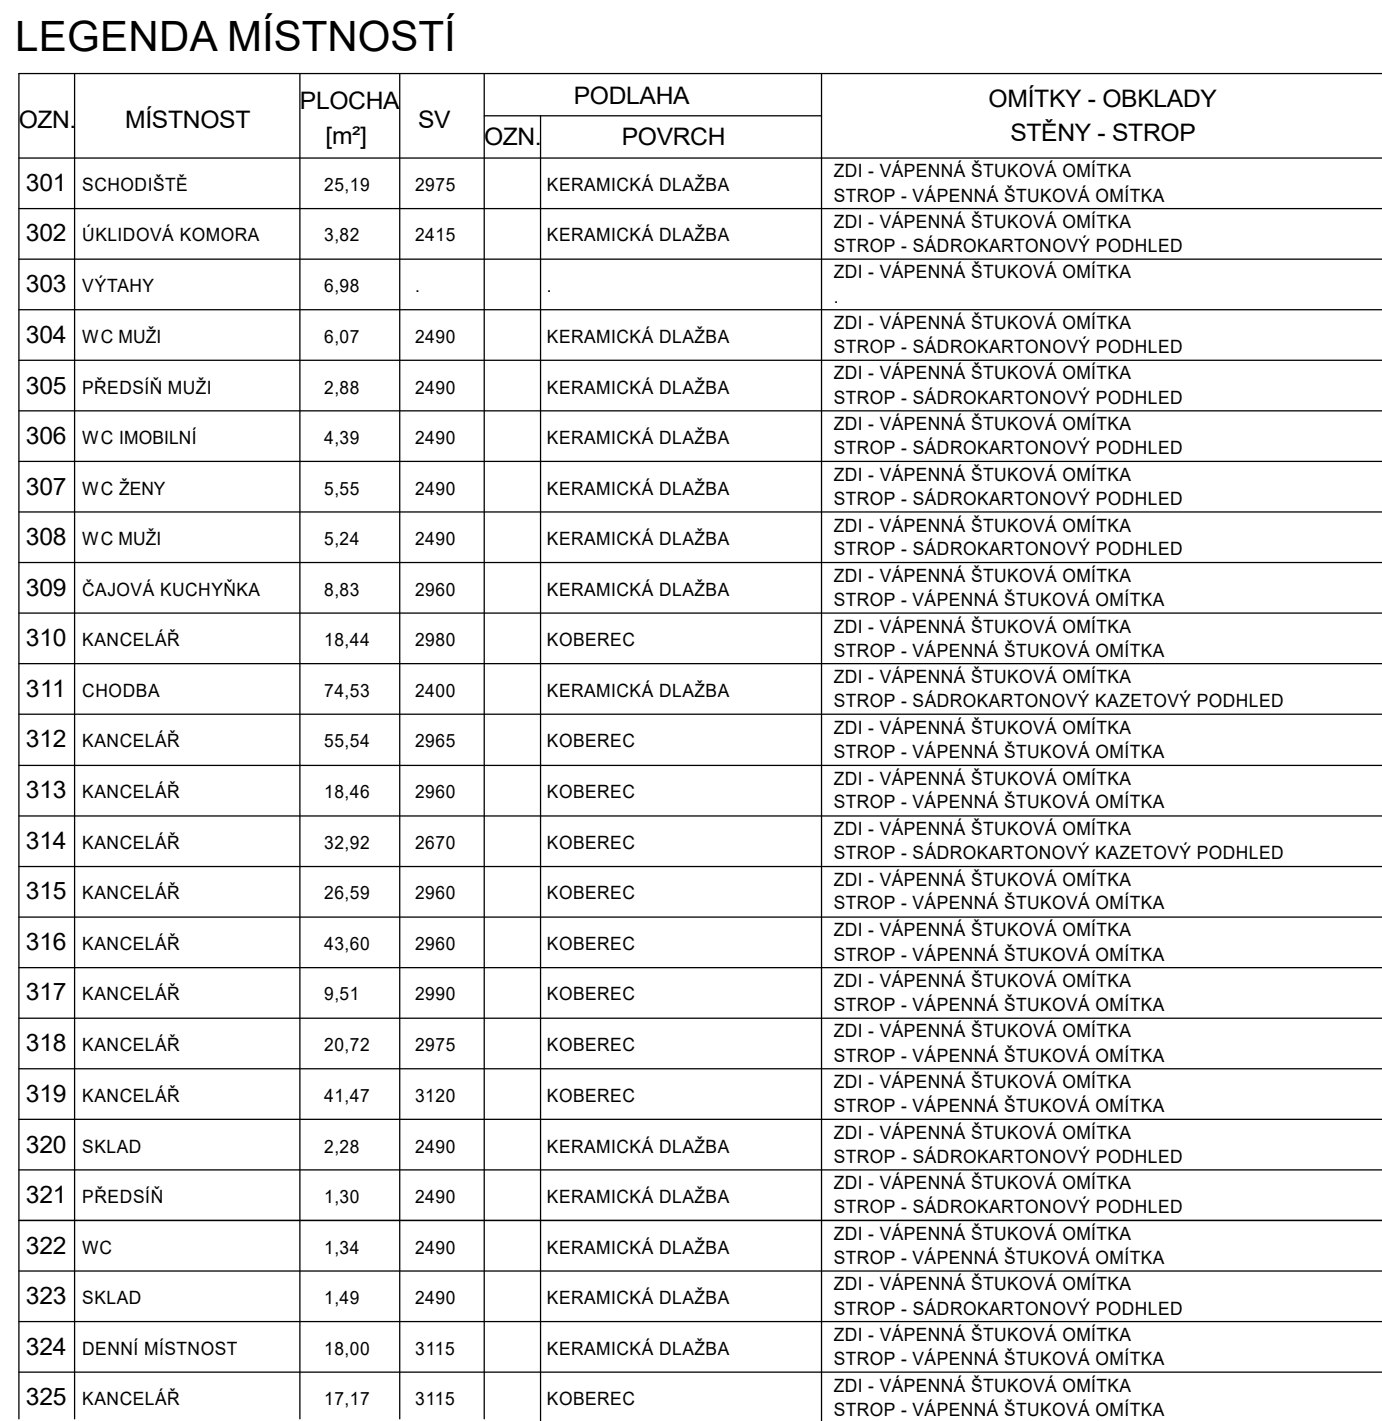 LEGENDA MÍSTNOSTÍ
OZN. MÍSTNOST PLOCHA [m²] SV PODLAHA OMÍTKY - OBKLADY
OZN. POVRCH STĚNY - STROP
301 SCHODIŠTĚ 25,19 2975 KERAMICKÁ DLAŽBA ZDI - VÁPENNÁ ŠTUKOVÁ OMÍTKA
STROP - VÁPENNÁ ŠTUKOVÁ OMÍTKA
302 ÚKLIDOVÁ KOMORA 3,82 2415 KERAMICKÁ DLAŽBA ZDI - VÁPENNÁ ŠTUKOVÁ OMÍTKA
STROP - SÁDROKARTONOVÝ PODHLED
303 VÝTAHY 6,98 . . ZDI - VÁPENNÁ ŠTUKOVÁ OMÍTKA
.
304 WC MUŽI 6,07 2490 KERAMICKÁ DLAŽBA ZDI - VÁPENNÁ ŠTUKOVÁ OMÍTKA
STROP - SÁDROKARTONOVÝ PODHLED
305 PŘEDSÍŇ MUŽI 2,88 2490 KERAMICKÁ DLAŽBA ZDI - VÁPENNÁ ŠTUKOVÁ OMÍTKA
STROP - SÁDROKARTONOVÝ PODHLED
306 WC IMOBILNÍ 4,39 2490 KERAMICKÁ DLAŽBA ZDI - VÁPENNÁ ŠTUKOVÁ OMÍTKA
STROP - SÁDROKARTONOVÝ PODHLED
307 WC ŽENY 5,55 2490 KERAMICKÁ DLAŽBA ZDI - VÁPENNÁ ŠTUKOVÁ OMÍTKA
STROP - SÁDROKARTONOVÝ PODHLED
308 WC MUŽI 5,24 2490 KERAMICKÁ DLAŽBA ZDI - VÁPENNÁ ŠTUKOVÁ OMÍTKA
STROP - SÁDROKARTONOVÝ PODHLED
309 ČAJOVÁ KUCHYŇKA 8,83 2960 KERAMICKÁ DLAŽBA ZDI - VÁPENNÁ ŠTUKOVÁ OMÍTKA
STROP - VÁPENNÁ ŠTUKOVÁ OMÍTKA
310 KANCELÁŘ 18,44 2980 KOBEREC ZDI - VÁPENNÁ ŠTUKOVÁ OMÍTKA
STROP - VÁPENNÁ ŠTUKOVÁ OMÍTKA
311 CHODBA 74,53 2400 KERAMICKÁ DLAŽBA ZDI - VÁPENNÁ ŠTUKOVÁ OMÍTKA
STROP - SÁDROKARTONOVÝ KAZETOVÝ PODHLED
312 KANCELÁŘ 55,54 2965 KOBEREC ZDI - VÁPENNÁ ŠTUKOVÁ OMÍTKA
STROP - VÁPENNÁ ŠTUKOVÁ OMÍTKA
313 KANCELÁŘ 18,46 2960 KOBEREC ZDI - VÁPENNÁ ŠTUKOVÁ OMÍTKA
STROP - VÁPENNÁ ŠTUKOVÁ OMÍTKA
314 KANCELÁŘ 32,92 2670 KOBEREC ZDI - VÁPENNÁ ŠTUKOVÁ OMÍTKA
STROP - SÁDROKARTONOVÝ KAZETOVÝ PODHLED
315 KANCELÁŘ 26,59 2960 KOBEREC ZDI - VÁPENNÁ ŠTUKOVÁ OMÍTKA
STROP - VÁPENNÁ ŠTUKOVÁ OMÍTKA
316 KANCELÁŘ 43,60 2960 KOBEREC ZDI - VÁPENNÁ ŠTUKOVÁ OMÍTKA
STROP - VÁPENNÁ ŠTUKOVÁ OMÍTKA
317 KANCELÁŘ 9,51 2990 KOBEREC ZDI - VÁPENNÁ ŠTUKOVÁ OMÍTKA
STROP - VÁPENNÁ ŠTUKOVÁ OMÍTKA
318 KANCELÁŘ 20,72 2975 KOBEREC ZDI - VÁPENNÁ ŠTUKOVÁ OMÍTKA
STROP - VÁPENNÁ ŠTUKOVÁ OMÍTKA
319 KANCELÁŘ 41,47 3120 KOBEREC ZDI - VÁPENNÁ ŠTUKOVÁ OMÍTKA
STROP - VÁPENNÁ ŠTUKOVÁ OMÍTKA
320 SKLAD 2,28 2490 KERAMICKÁ DLAŽBA ZDI - VÁPENNÁ ŠTUKOVÁ OMÍTKA
STROP - SÁDROKARTONOVÝ PODHLED
321 PŘEDSÍŇ 1,30 2490 KERAMICKÁ DLAŽBA ZDI - VÁPENNÁ ŠTUKOVÁ OMÍTKA
STROP - SÁDROKARTONOVÝ PODHLED
322 WC 1,34 2490 KERAMICKÁ DLAŽBA ZDI - VÁPENNÁ ŠTUKOVÁ OMÍTKA
STROP - VÁPENNÁ ŠTUKOVÁ OMÍTKA
323 SKLAD 1,49 2490 KERAMICKÁ DLAŽBA ZDI - VÁPENNÁ ŠTUKOVÁ OMÍTKA
STROP - SÁDROKARTONOVÝ PODHLED
324 DENNÍ MÍSTNOST 18,00 3115 KERAMICKÁ DLAŽBA ZDI - VÁPENNÁ ŠTUKOVÁ OMÍTKA
STROP - VÁPENNÁ ŠTUKOVÁ OMÍTKA
325 KANCELÁŘ 17,17 3115 KOBEREC ZDI - VÁPENNÁ ŠTUKOVÁ OMÍTKA
STROP - VÁPENNÁ ŠTUKOVÁ OMÍTKA